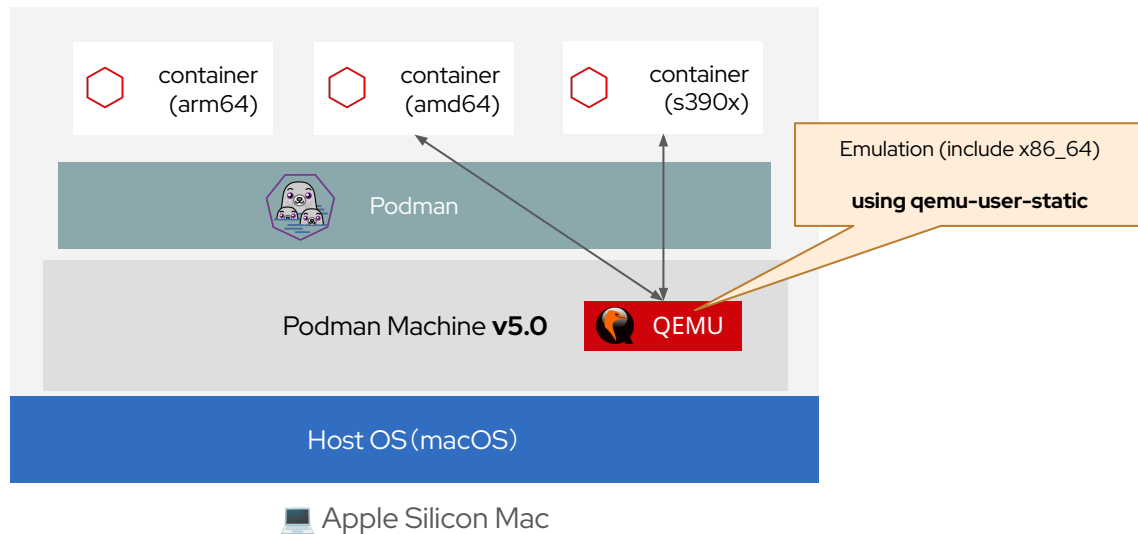 container
(arm64)
container
(amd64)
container
(s390x)
Emulation (include x86_64)
using qemu-user-static
Podman
Podman Machine v5.0
QEMU
Host OS(macOS)
💻 Apple Silicon Mac